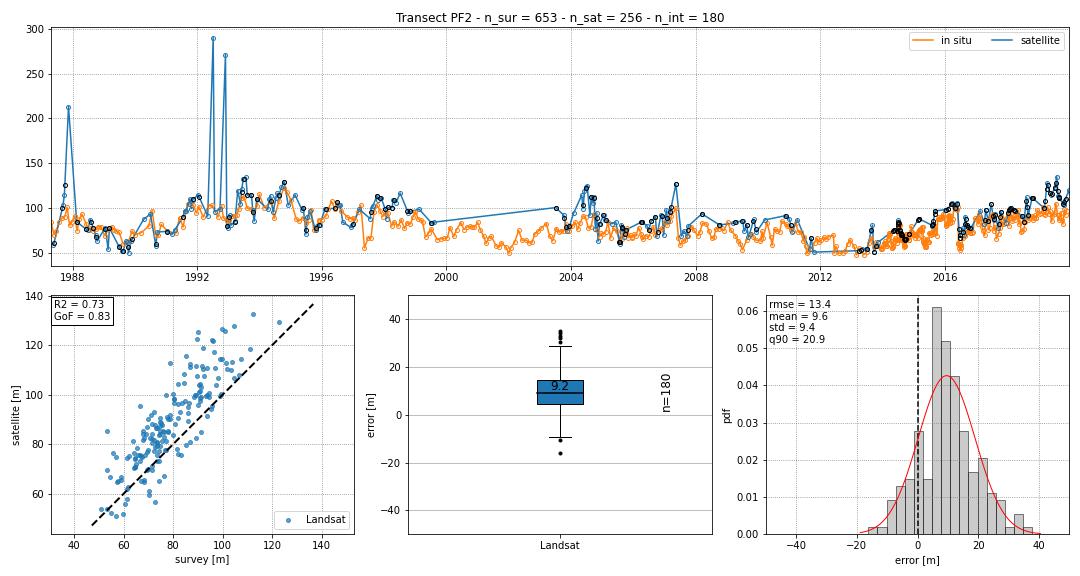 Transect PF2 - n_sur = 653 - n_sat = 256 - n_int = 180
in situ
satellite
300
250
200
150
100
50
1988
1992
1996
2000
2004
2008
2012
2016
R2 = 0.73
GoF = 0.83
satellite [m]
140
120
100
80
60
40
60
80
100
120
140
survey [m]
Landsat
error [m]
40
20
0
−20
−40
9.2
n=180
Landsat
rmse = 13.4
mean = 9.6
std = 9.4
q90 = 20.9
pdf
0.06
0.05
0.04
0.03
0.02
0.01
0.00
−40
−20
0
20
40
error [m]